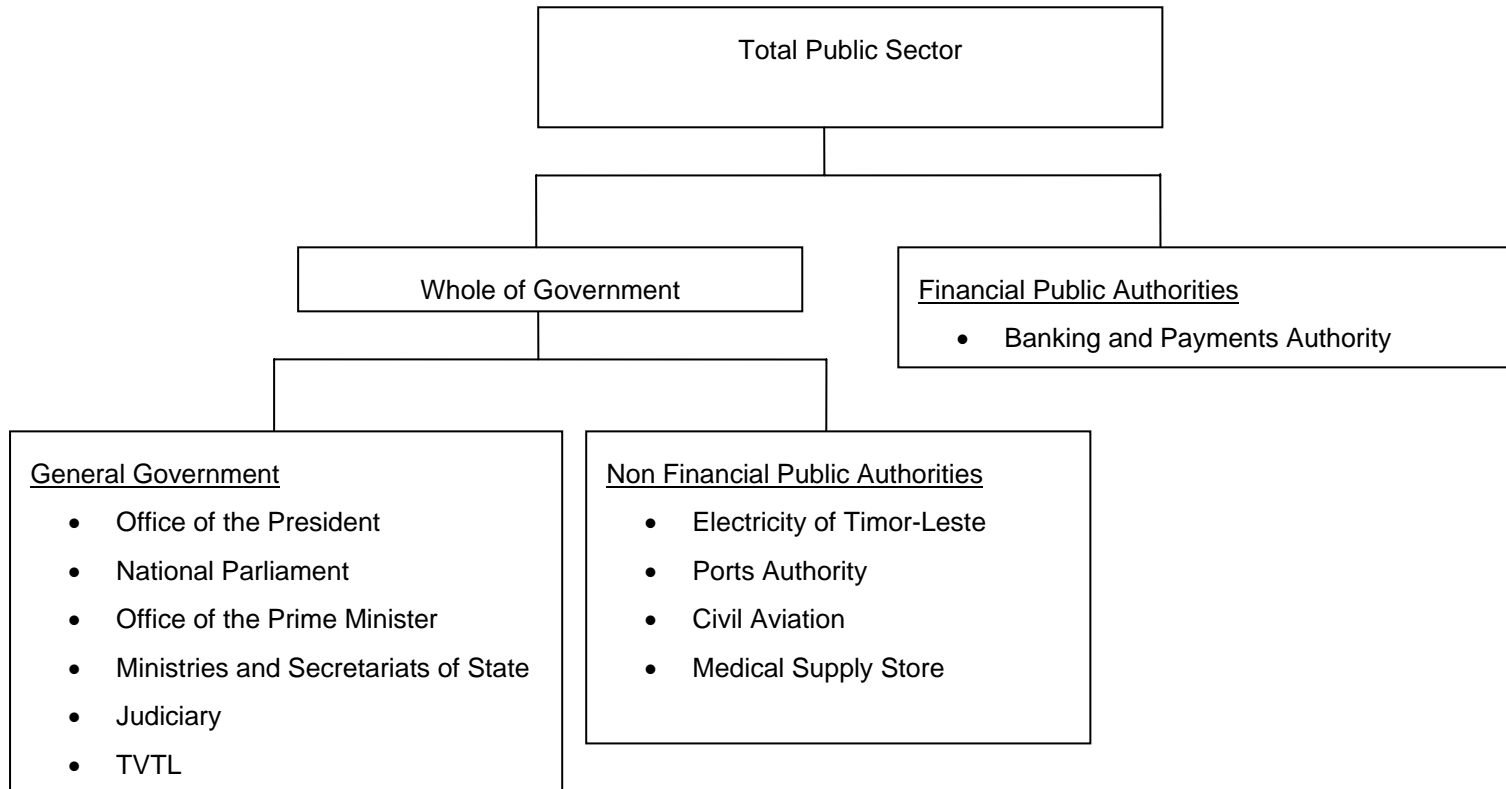 Total Public Sector
Whole of Government
Financial Public Authorities
• Banking and Payments Authority
General Government
• Office of the President
• National Parliament
• Office of the Prime Minister
• Ministries and Secretariats of State
• Judiciary
• TVTL
Non Financial Public Authorities
• Electricity of Timor-Leste
• Ports Authority
• Civil Aviation
• Medical Supply Store